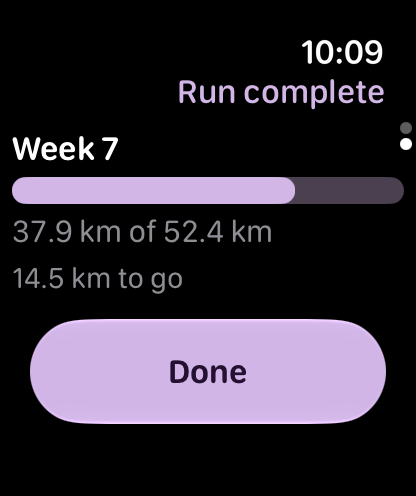 10:09
Run complete
Week 7
37.9 km of 52.4 km
14.5 km to go
Done